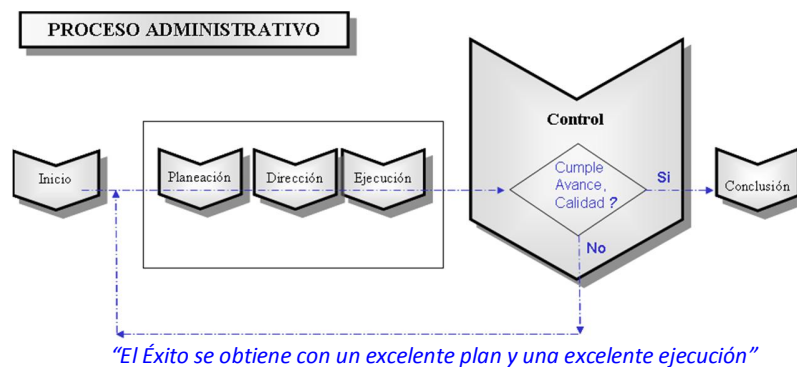 PROCESO ADMINISTRATIVO
Control
Inicio
Planeación
Dirección
Ejecución
Cumple
Avance,
Calidad ?
Si
Conclusión
No
“El Éxito se obtiene con un excelente plan y una excelente ejecución”